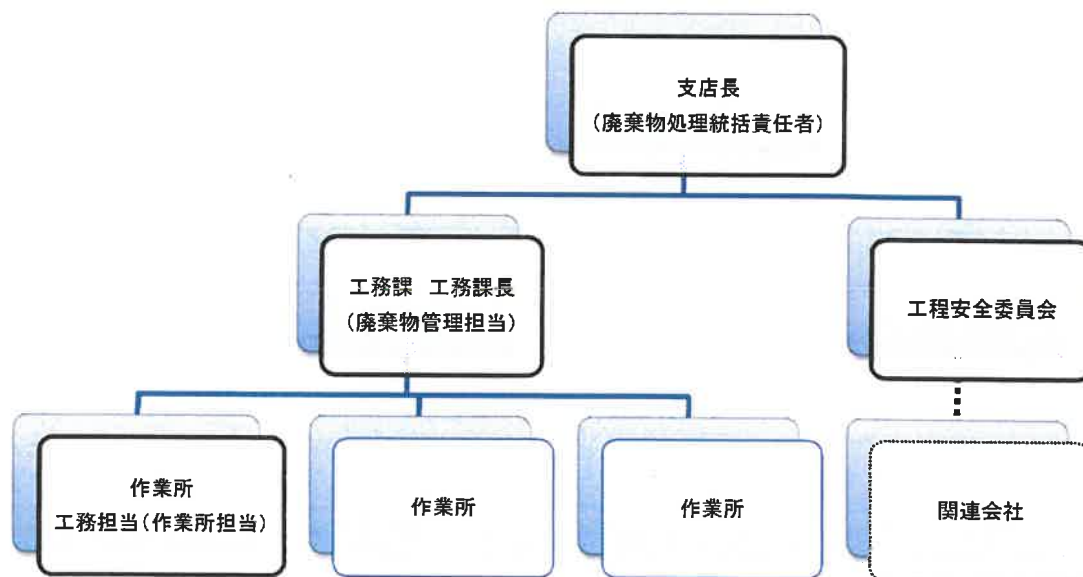 支店長
(廃棄物処理統括責任者)
工務課 工務課長
(廃棄物管理担当)
工程安全委員会
作業所
工務担当(作業所担当)
作業所
作業所
関連会社